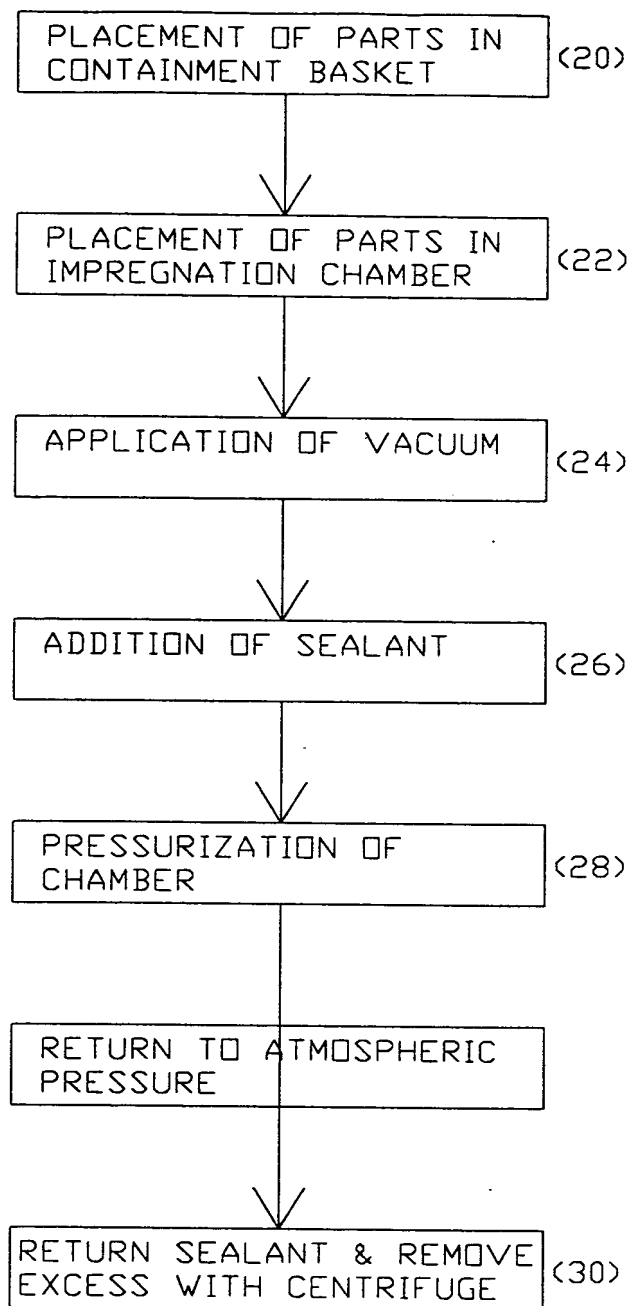 PLACEMENT OF PARTS IN
CONTAINMENT BASKET
(20)
PLACEMENT OF PARTS IN
IMPREGNATION CHAMBER
(22)
APPLICATION OF VACUUM
(24)
ADDITION OF SEALANT
(26)
PRESSURIZATION OF
CHAMBER
(28)
RETURN TO ATMOSPHERIC
PRESSURE
RETURN SEALANT & REMOVE
EXCESS WITH CENTRIFUGE
(30)